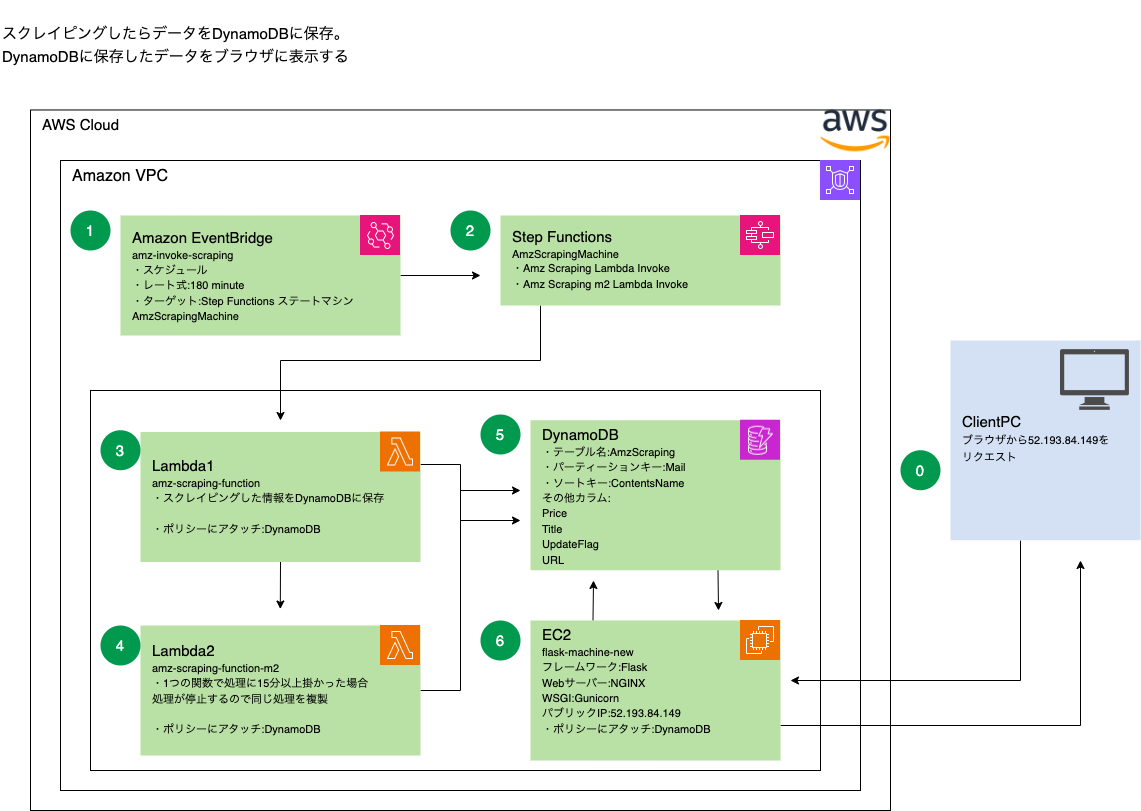 スクレイピングしたらデータをDynamoDBに保存。
DynamoDBに保存したデータをブラウザに表示する
AWS Cloud
aws
Amazon VPC
1
Amazon EventBridge
amz-invoke-scraping
・スケジュール
・レート式:180 minute
・ターゲット:Step Functions ステートマシン
AmzScrapingMachine
2
Step Functions
AmzScrapingMachine
・Amz Scraping Lambda Invoke
・Amz Scraping m2 Lambda Invoke
3
Lambda1
amz-scraping-function
・スクレイピングした情報をDynamoDBに保存
・ポリシーにアタッチ:DynamoDB
4
Lambda2
amz-scraping-function-m2
・1つの関数で処理に15分以上掛かった場合
処理が停止するので同じ処理を複製
・ポリシーにアタッチ:DynamoDB
5
DynamoDB
・テーブル名:AmzScraping
・パーティーションキー:Mail
・ソートキー:ContentsName
その他カラム:
Price
Title
UpdateFlag
URL
6
EC2
flask-machine-new
フレームワーク:Flask
Webサーバー:NGINX
WSGI:Gunicorn
パブリックIP:52.193.84.149
・ポリシーにアタッチ:DynamoDB
0
ClientPC
ブラウザから52.193.84.149を
リクエスト